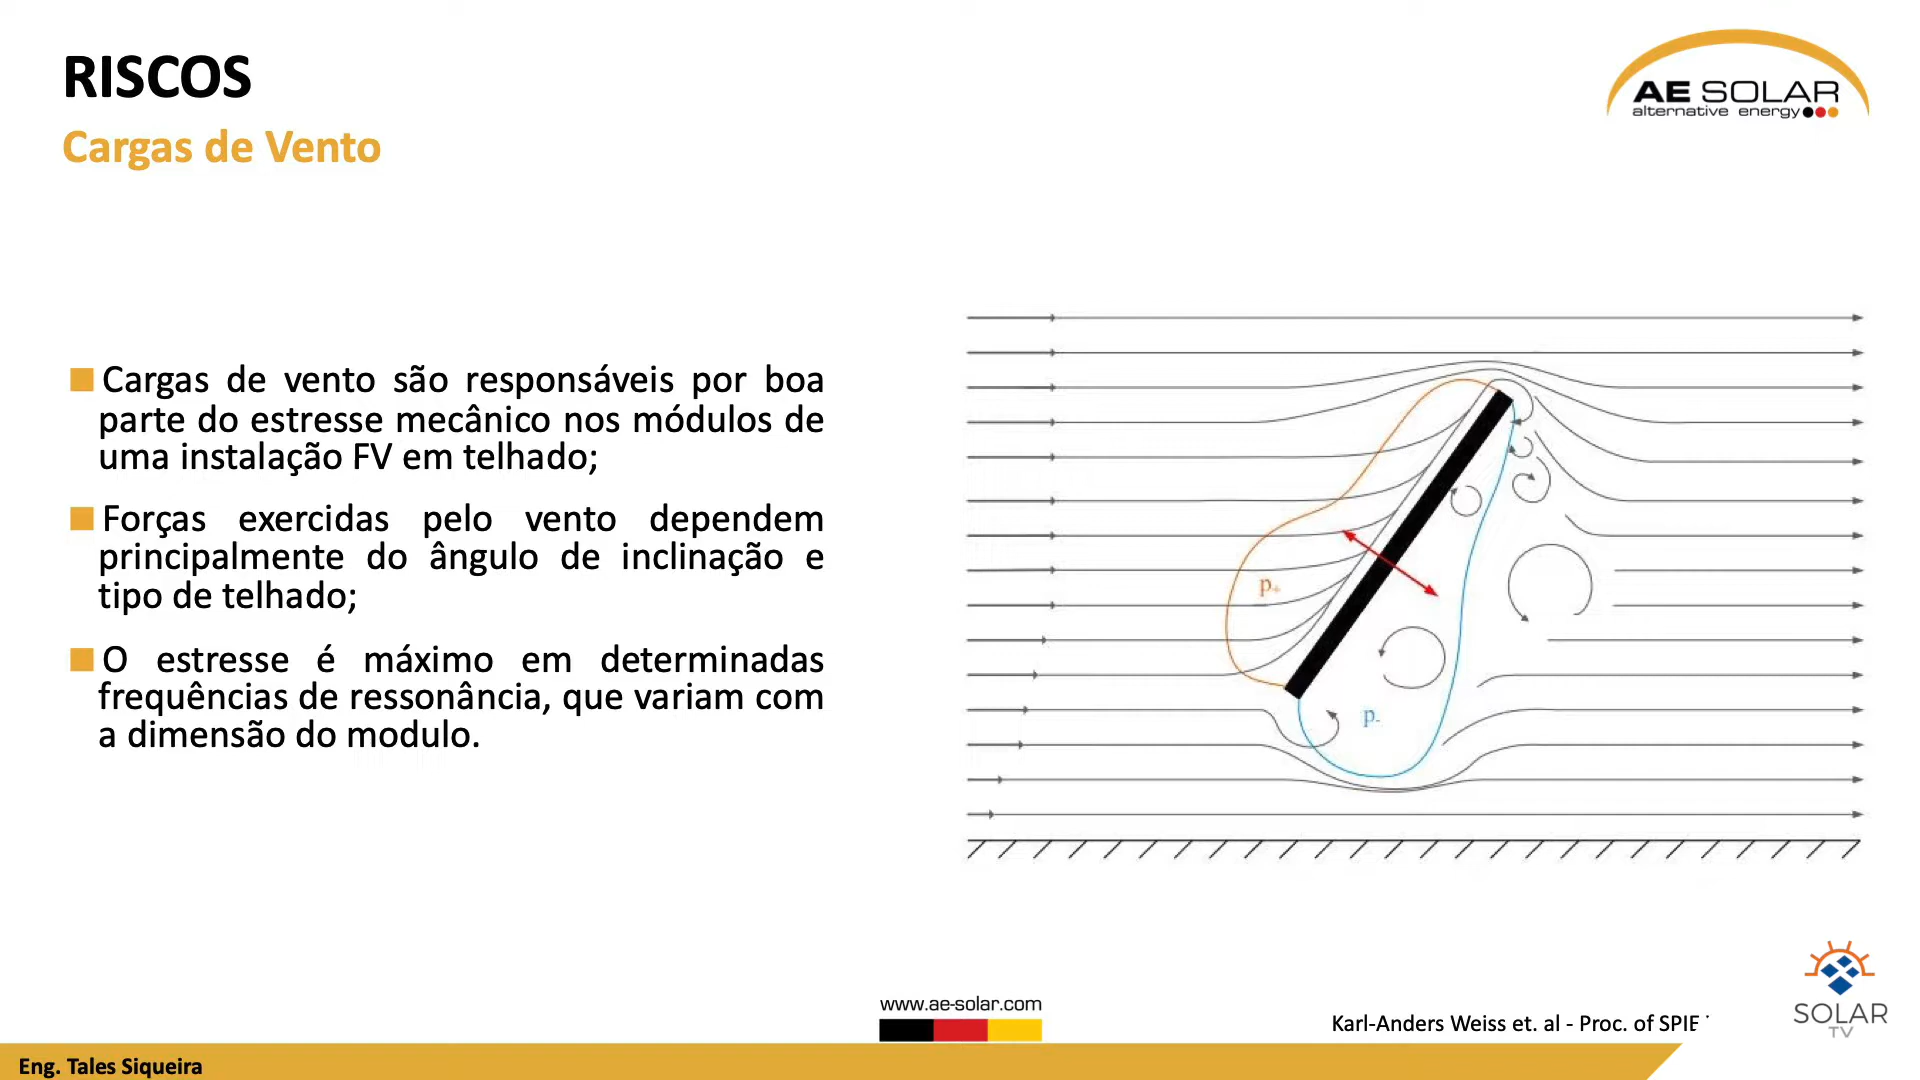 RISCOS
Cargas de Vento
AE SOLAR
alternative energy
Cargas de vento são responsáveis por boa
parte do estresse mecânico nos módulos de
uma instalação FV em telhado;
Forças exercidas pelo vento dependem
principalmente do ângulo de inclinação e
tipo de telhado;
O estresse é máximo em determinadas
frequências de ressonância, que variam com
a dimensão do modulo.
p+
p-
www.ae-solar.com
Karl-Anders Weiss et. al - Proc. of SPIE
SOLAR
TV
Eng. Tales Siqueira